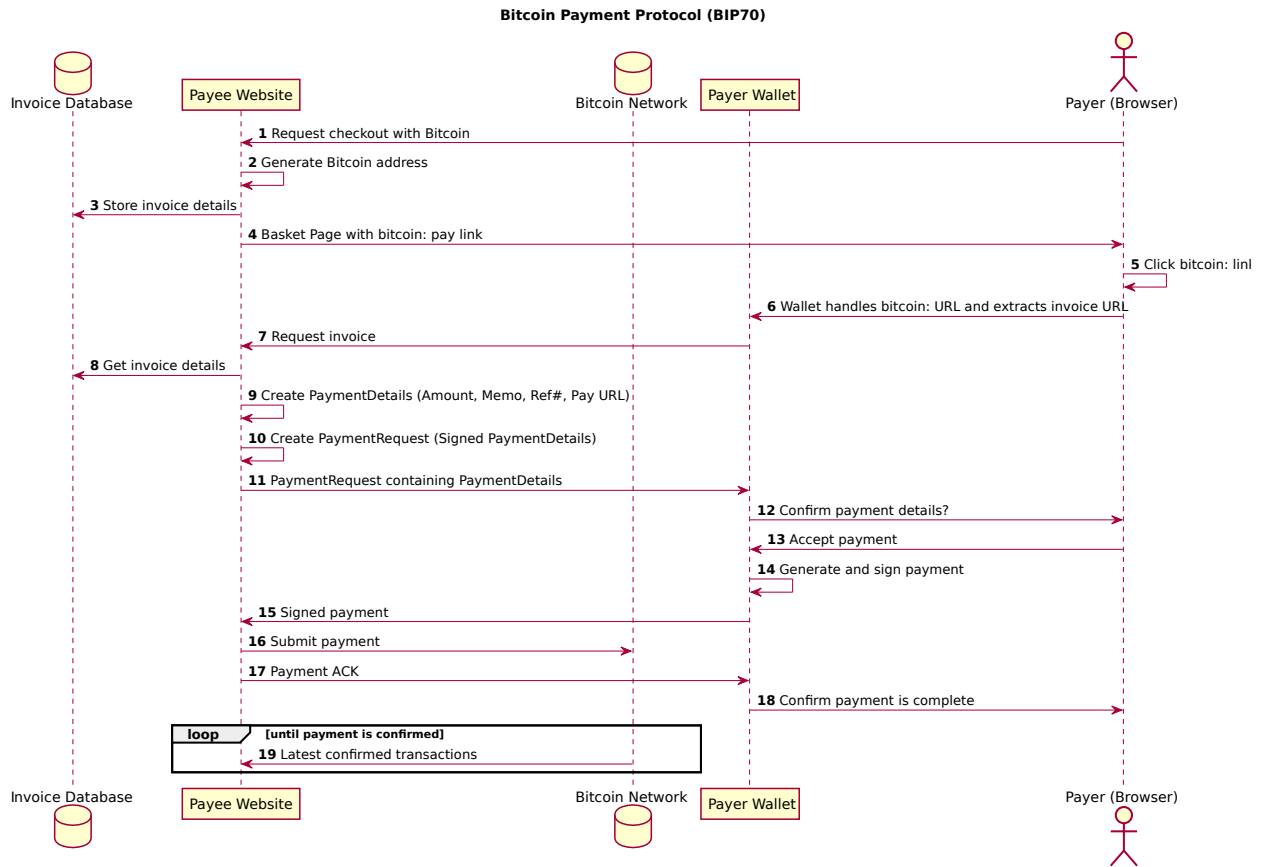 Bitcoin Payment Protocol (BIP70)
Invoice Database
Payee Website
Bitcoin Network
Payer Wallet
Payer (Browser)
1 Request checkout with Bitcoin
2 Generate Bitcoin address
3 Store invoice details
4 Basket Page with bitcoin: pay link
5 Click bitcoin: linl
6 Wallet handles bitcoin: URL and extracts invoice URL
7 Request invoice
8 Get invoice details
9 Create PaymentDetails (Amount, Memo, Ref#, Pay URL)
10 Create PaymentRequest (Signed PaymentDetails)
11 PaymentRequest containing PaymentDetails
12 Confirm payment details?
13 Accept payment
14 Generate and sign payment
15 Signed payment
16 Submit payment
17 Payment ACK
18 Confirm payment is complete
loop [until payment is confirmed]
19 Latest confirmed transactions
Invoice Database
Payee Website
Bitcoin Network
Payer Wallet
Payer (Browser)